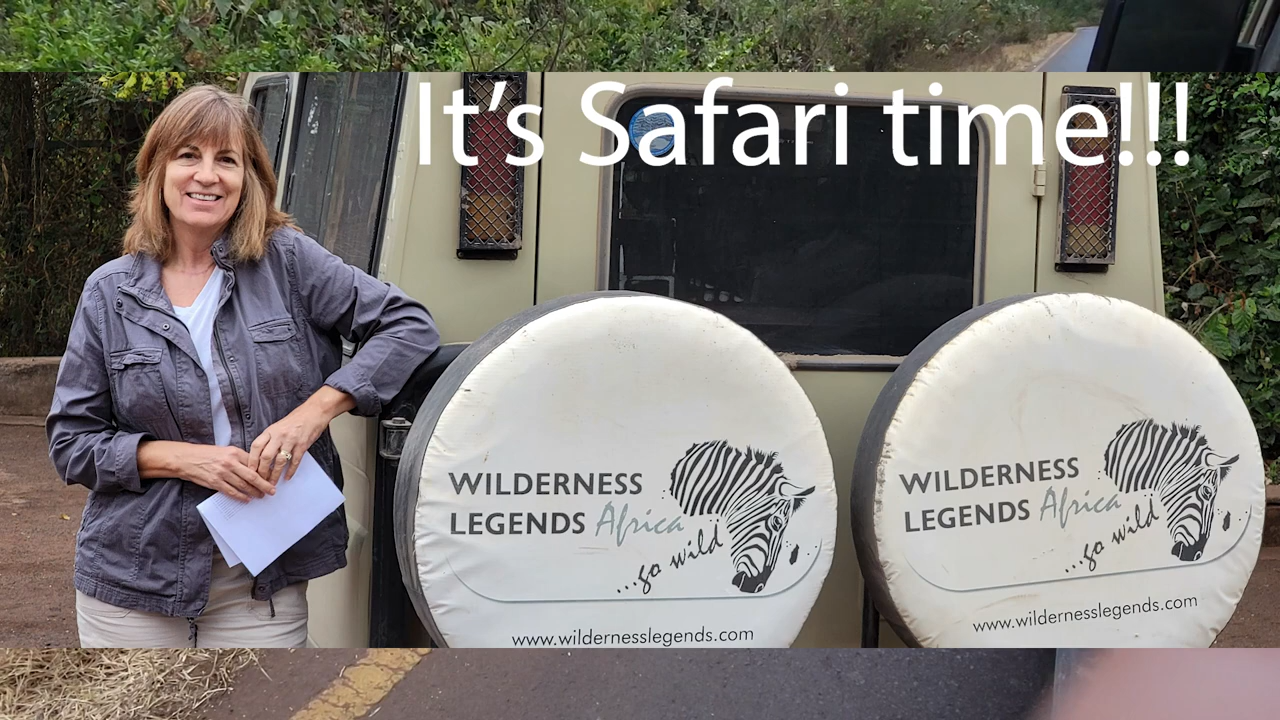 It’s Safari time!!!
WILDERNESS
LEGENDS Africa
...go wild
www.wildernesslegends.com
WILDERNESS
LEGENDS Africa
...go wild
www.wildernesslegends.com